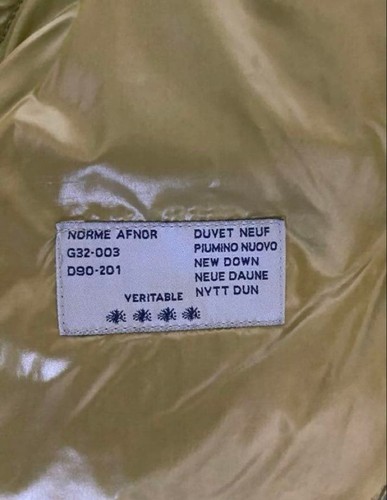 NORME AFNOR
G32-003
D90-201
VERITABLE
DUVET NEUF
PIUMINO NUOVO
NEW DOWN
NEUE DAUNE
NYTT DUN